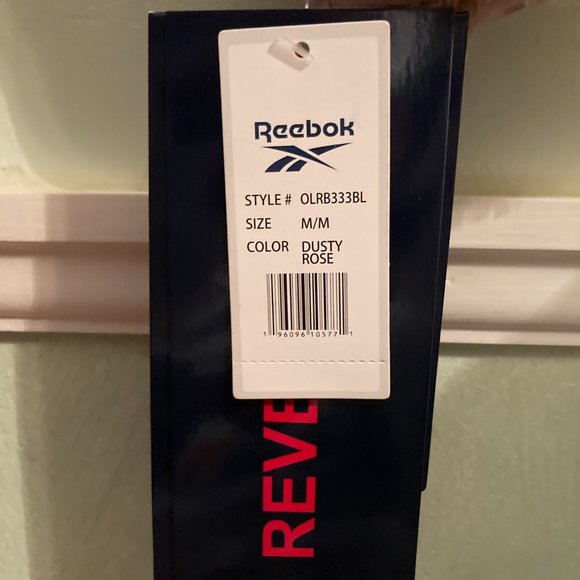 Reebok
STYLE # OLRB333BL
SIZE M/M
COLOR DUSTY
ROSE
1 96096 10577 1
REVE